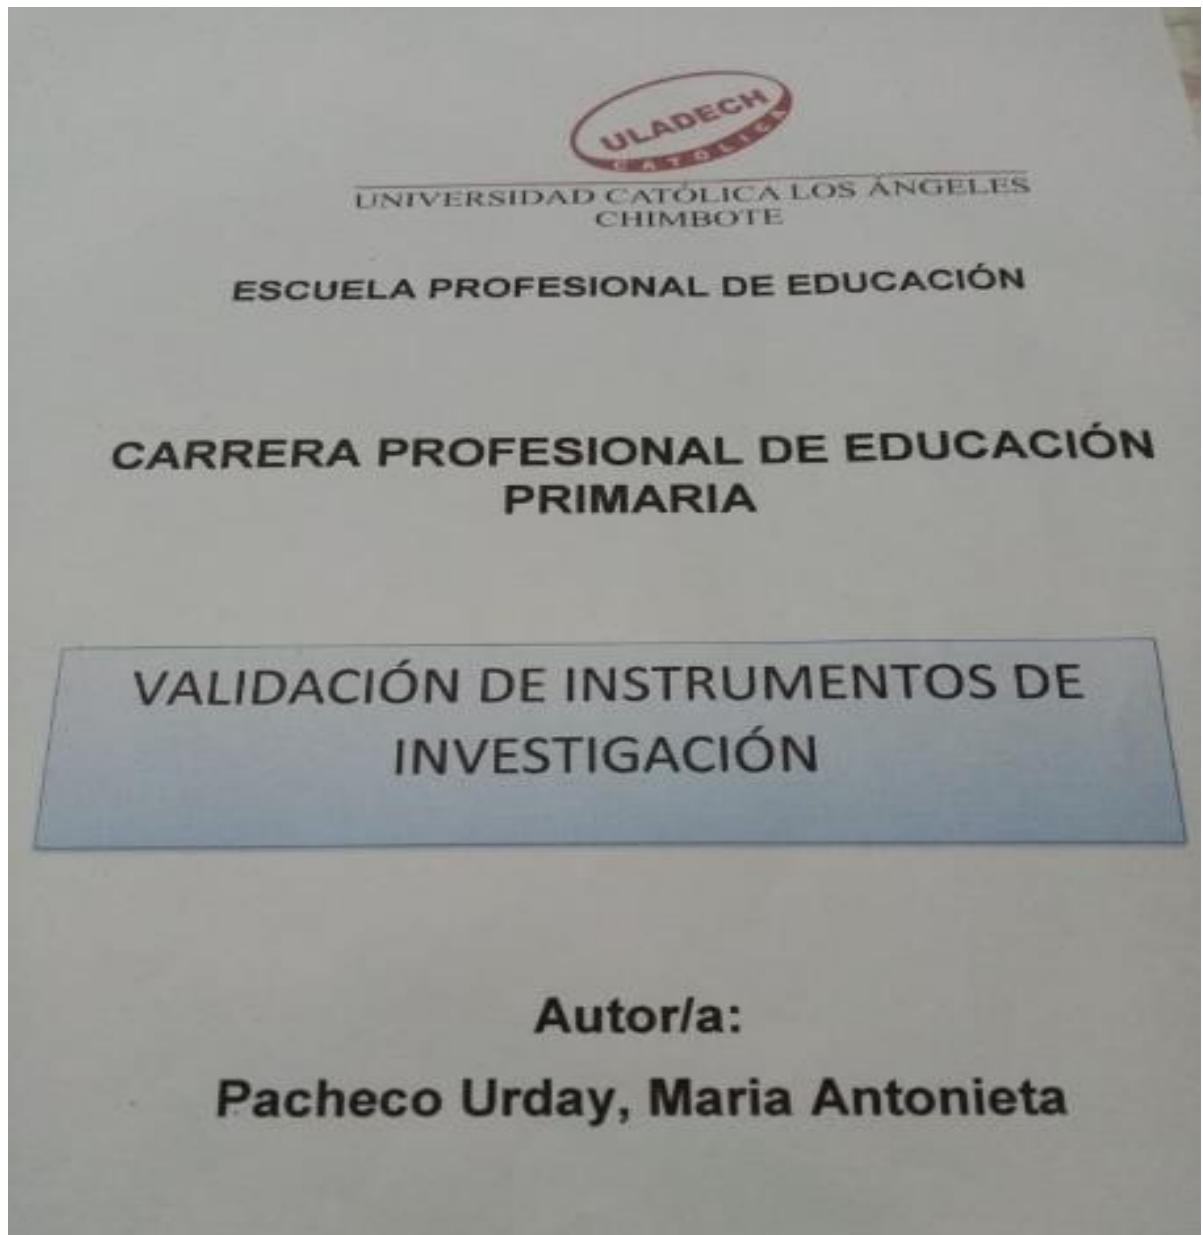 ULADECH
CATÓLICA
UNIVERSIDAD CATÓLICA LOS ÁNGELES
CHIMBOTE
ESCUELA PROFESIONAL DE EDUCACIÓN
CARRERA PROFESIONAL DE EDUCACIÓN
PRIMARIA
VALIDACIÓN DE INSTRUMENTOS DE
INVESTIGACIÓN
Autor/a:
Pacheco Urday, Maria Antonieta